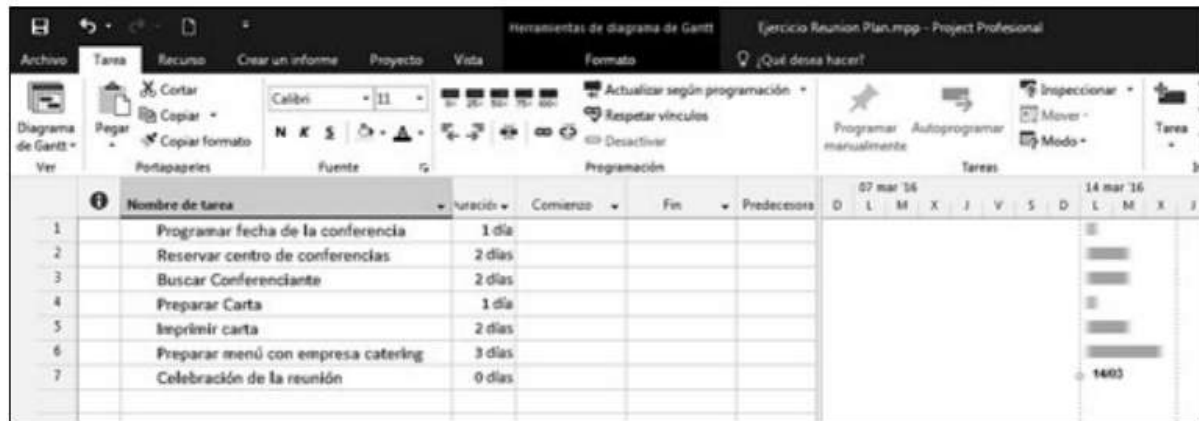 Herramientas de diagrama de Gantt Ejercicio Reunion Plan.mpp - Project Profesional
Archivo Tarea Recurso Crear un informe Proyecto Vista Formato ¿Qué desea hacer?
Diagrama de Gantt
Ver
Pegar
Cortar
Copiar
Copiar formato
Portapapeles
Calibri 11
N K S A
Fuente
Actualizar según programación
Respetar vínculos
Desactivar
Programación
Programar manualmente
Autoprogramar
Inspeccionar
Mover
Modo
Tareas
Tarea
Nombre de tarea Comienzo Fin Predecesora
07 mar '16 14 mar '16
D L M X J V S D L M X J
1 Programar fecha de la conferencia 1 día
2 Reservar centro de conferencias 2 días
3 Buscar Conferenciante 2 días
4 Preparar Carta 1 día
5 Imprimir carta 2 días
6 Preparar menú con empresa catering 3 días
7 Celebración de la reunión 0 días 14/03